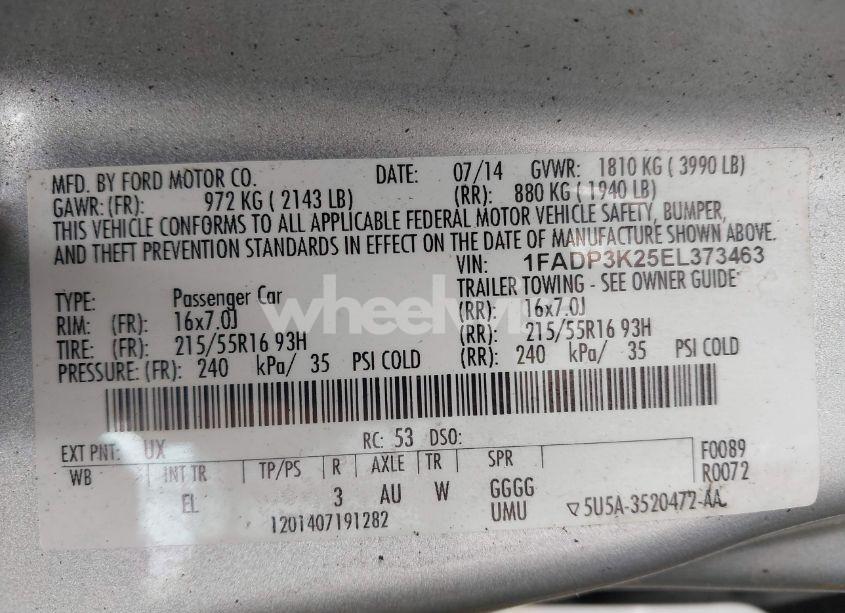 MFD. BY FORD MOTOR CO. DATE: 07/14 GVWR: 1810 KG ( 3990 LB)
GAWR: (FR): 972 KG ( 2143 LB) (RR): 880 KG ( 1940 LB)
THIS VEHICLE CONFORMS TO ALL APPLICABLE FEDERAL MOTOR VEHICLE SAFETY, BUMPER,
AND THEFT PREVENTION STANDARDS IN EFFECT ON THE DATE OF MANUFACTURE SHOWN ABOVE.
VIN: 1FADP3K25EL373463
TYPE: Passenger Car TRAILER TOWING - SEE OWNER GUIDE
RIM: (FR): 16x7.0J (RR): 16x7.0J
TIRE: (FR): 215/55R16 93H (RR): 215/55R16 93H
PRESSURE: (FR): 240 kPa/ 35 PSI COLD (RR): 240 kPa/ 35 PSI COLD
EXT PNT: UX RC: 53 DSO:
WB INT TR TP/PS R AXLE TR SPR F0089
EL 3 AU W GGGG R0072
1201407191282 UMU 5U5A-3520472-AA